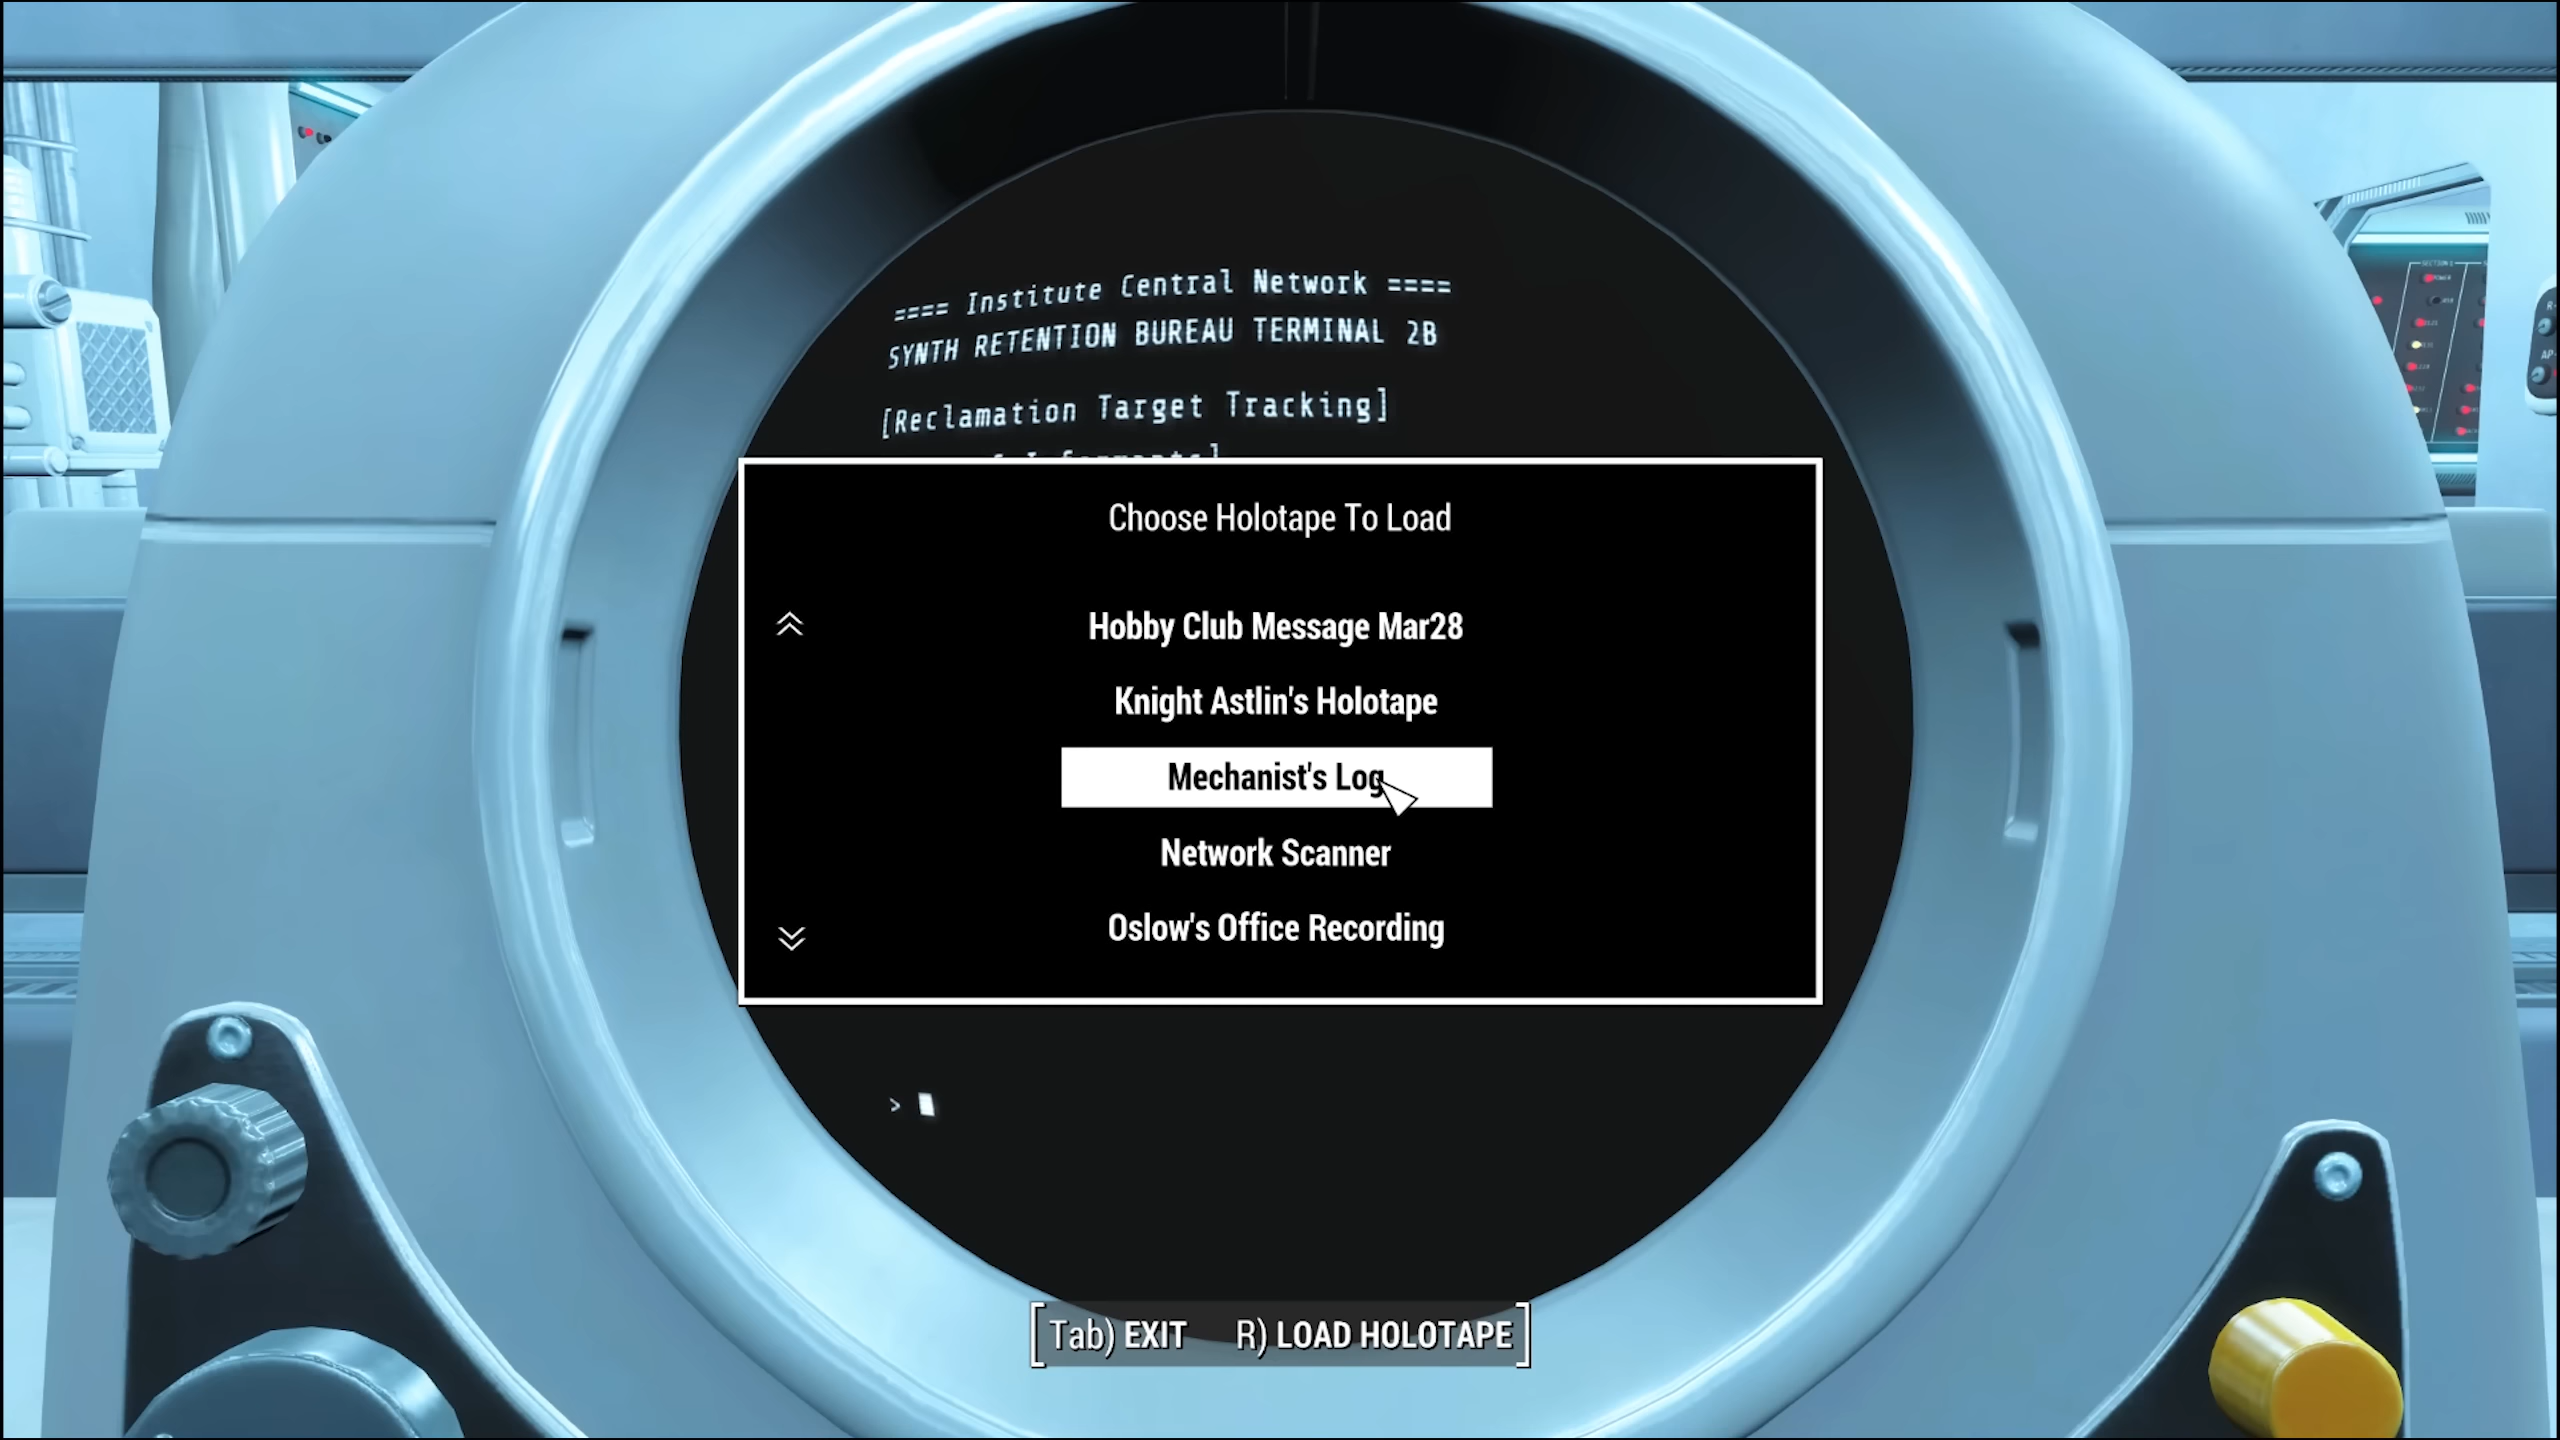 ==== Institute Central Network ====
SYNTH RETENTION BUREAU TERMINAL 2B
[Reclamation Target Tracking]
Informants]
Choose Holotape To Load
Hobby Club Message Mar28
Knight Astlin's Holotape
Mechanist's Log
Network Scanner
Oslow's Office Recording
>
[Tab) EXIT R) LOAD HOLOTAPE]